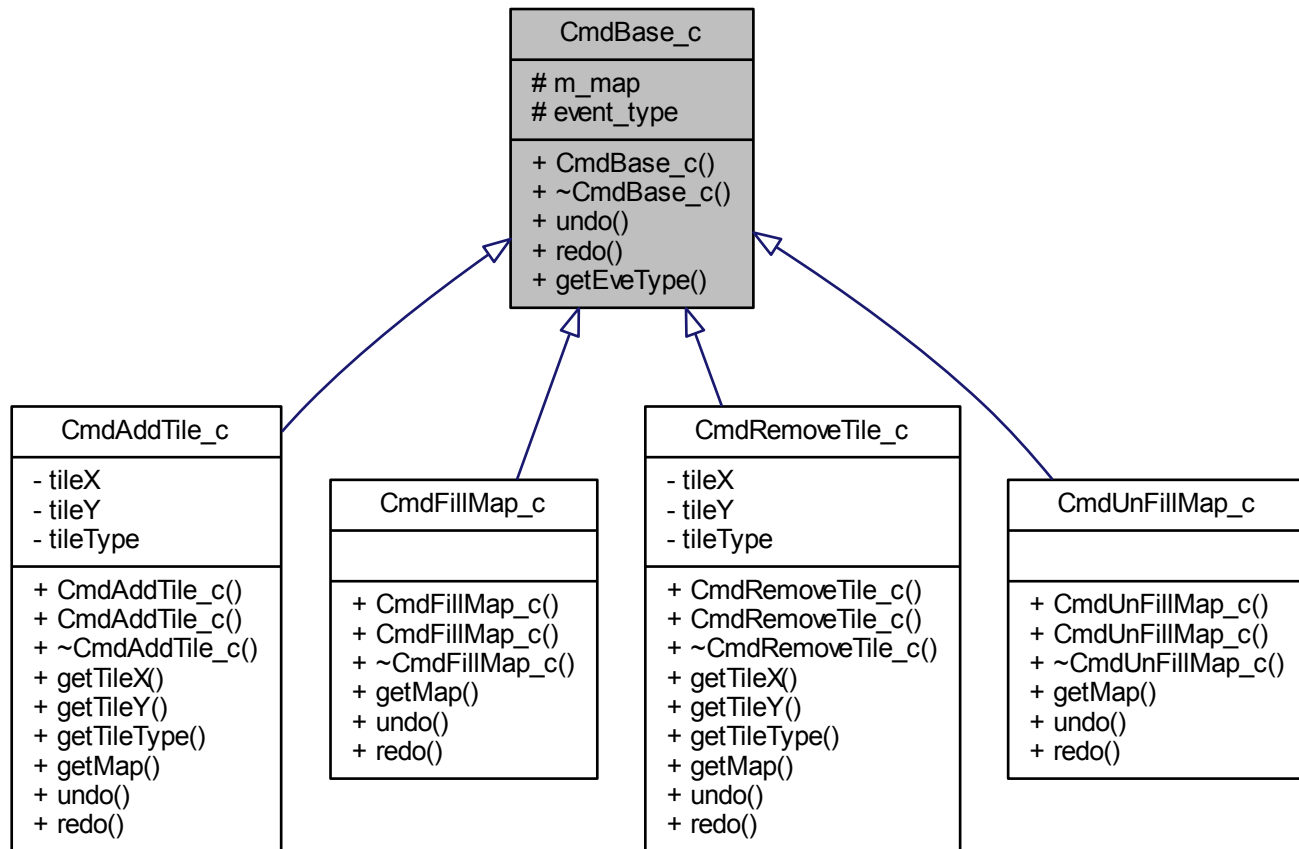 CmdBase_c
# m_map
# event_type
+ CmdBase_c()
+ ~CmdBase_c()
+ undo()
+ redo()
+ getEveType()
CmdAddTile_c
- tileX
- tileY
- tileType
+ CmdAddTile_c()
+ CmdAddTile_c()
+ ~CmdAddTile_c()
+ getTileX()
+ getTileY()
+ getTileType()
+ getMap()
+ undo()
+ redo()
CmdFillMap_c
+ CmdFillMap_c()
+ CmdFillMap_c()
+ ~CmdFillMap_c()
+ getMap()
+ undo()
+ redo()
CmdRemoveTile_c
- tileX
- tileY
- tileType
+ CmdRemoveTile_c()
+ CmdRemoveTile_c()
+ ~CmdRemoveTile_c()
+ getTileX()
+ getTileY()
+ getTileType()
+ getMap()
+ undo()
+ redo()
CmdUnFillMap_c
+ CmdUnFillMap_c()
+ CmdUnFillMap_c()
+ ~CmdUnFillMap_c()
+ getMap()
+ undo()
+ redo()